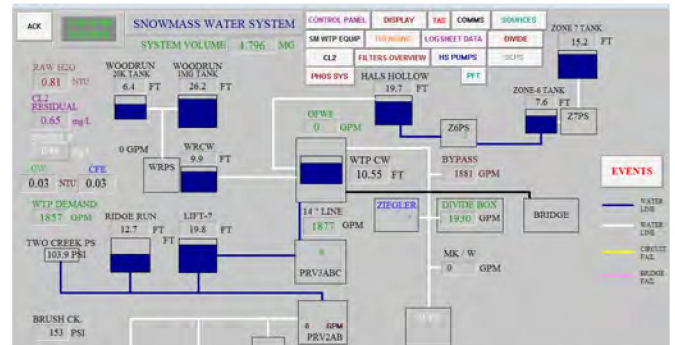 ACK
SNOWMASS WATER SYSTEM
SYSTEM VOLUME 1.796 MG
CONTROL PANEL DISPLAY TAS COMMS SOURCES
SM WTP EQUIP TRENDING LOGSHEET DATA DIVIDE
CL2 FILTERS OVERVIEW HS PUMPS
PHOS SYS PFT
ZONE 7 TANK
15.2 FT
RAW H2O
0.81 NTU
WOODRUN
20K TANK
6.4 FT
WOODRUN
1MG TANK
26.2 FT
HALS HOLLOW
19.7 FT
ZONE-6 TANK
7.6 FT
CL2
RESIDUAL
0.65 mg/L
OFWE
0 GPM
Z6PS
Z7PS
0 GPM
WRPS
WRCW
9.9 FT
WTP CW
10.55 FT
BYPASS
1881 GPM
EVENTS
CFE
0.03 NTU 0.03
WTP DEMAND
1857 GPM
RIDGE RUN
12.7 FT
LIFT-7
19.8 FT
FT
14 " LINE
1877 GPM
ZIEGLER
DIVIDE BOX
1930 GPM
BRIDGE
WATER
LINE
WATER
LINE
CIRCUIT
FAIL
BRIDGE
FAIL
TWO CREEK PS
103.9 PSI
PRV3ABC
MK / W
0 GPM
BRUSH CK.
153 PSI
GPM
PRV2AB